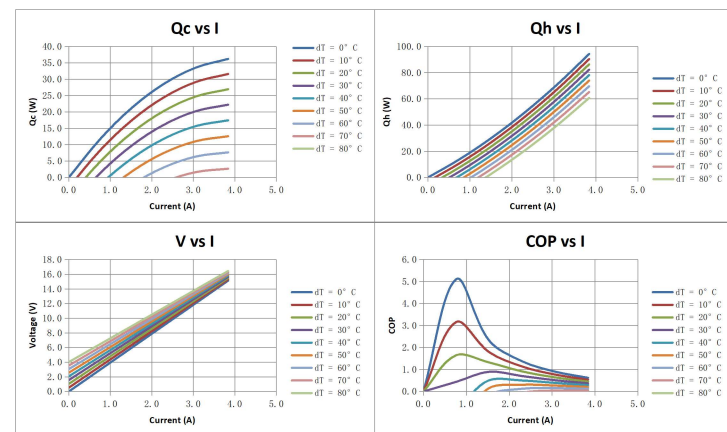 Qc vs I
40. 0
35. 0
30. 0
25. 0
20. 0
15. 0
10. 0
5. 0
0. 0
Qc (W)
0. 0 1. 0 2. 0 3. 0 4. 0 5. 0
Current (A)
dT = 0° C
dT = 10° C
dT = 20° C
dT = 30° C
dT = 40° C
dT = 50° C
dT = 60° C
dT = 70° C
dT = 80° C
Qh vs I
100. 0
80. 0
60. 0
40. 0
20. 0
0. 0
Qh (W)
0. 0 1. 0 2. 0 3. 0 4. 0 5. 0
Current (A)
dT = 0° C
dT = 10° C
dT = 20° C
dT = 30° C
dT = 40° C
dT = 50° C
dT = 60° C
dT = 70° C
dT = 80° C
V vs I
18. 0
16. 0
14. 0
12. 0
10. 0
8. 0
6. 0
4. 0
2. 0
0. 0
Voltage (V)
0. 0 1. 0 2. 0 3. 0 4. 0 5. 0
Current (A)
dT = 0° C
dT = 10° C
dT = 20° C
dT = 30° C
dT = 40° C
dT = 50° C
dT = 60° C
dT = 70° C
dT = 80° C
COP vs I
6. 0
5. 0
4. 0
3. 0
2. 0
1. 0
0. 0
COP
0. 0 1. 0 2. 0 3. 0 4. 0 5. 0
Current (A)
dT = 0° C
dT = 10° C
dT = 20° C
dT = 30° C
dT = 40° C
dT = 50° C
dT = 60° C
dT = 70° C
dT = 80° C